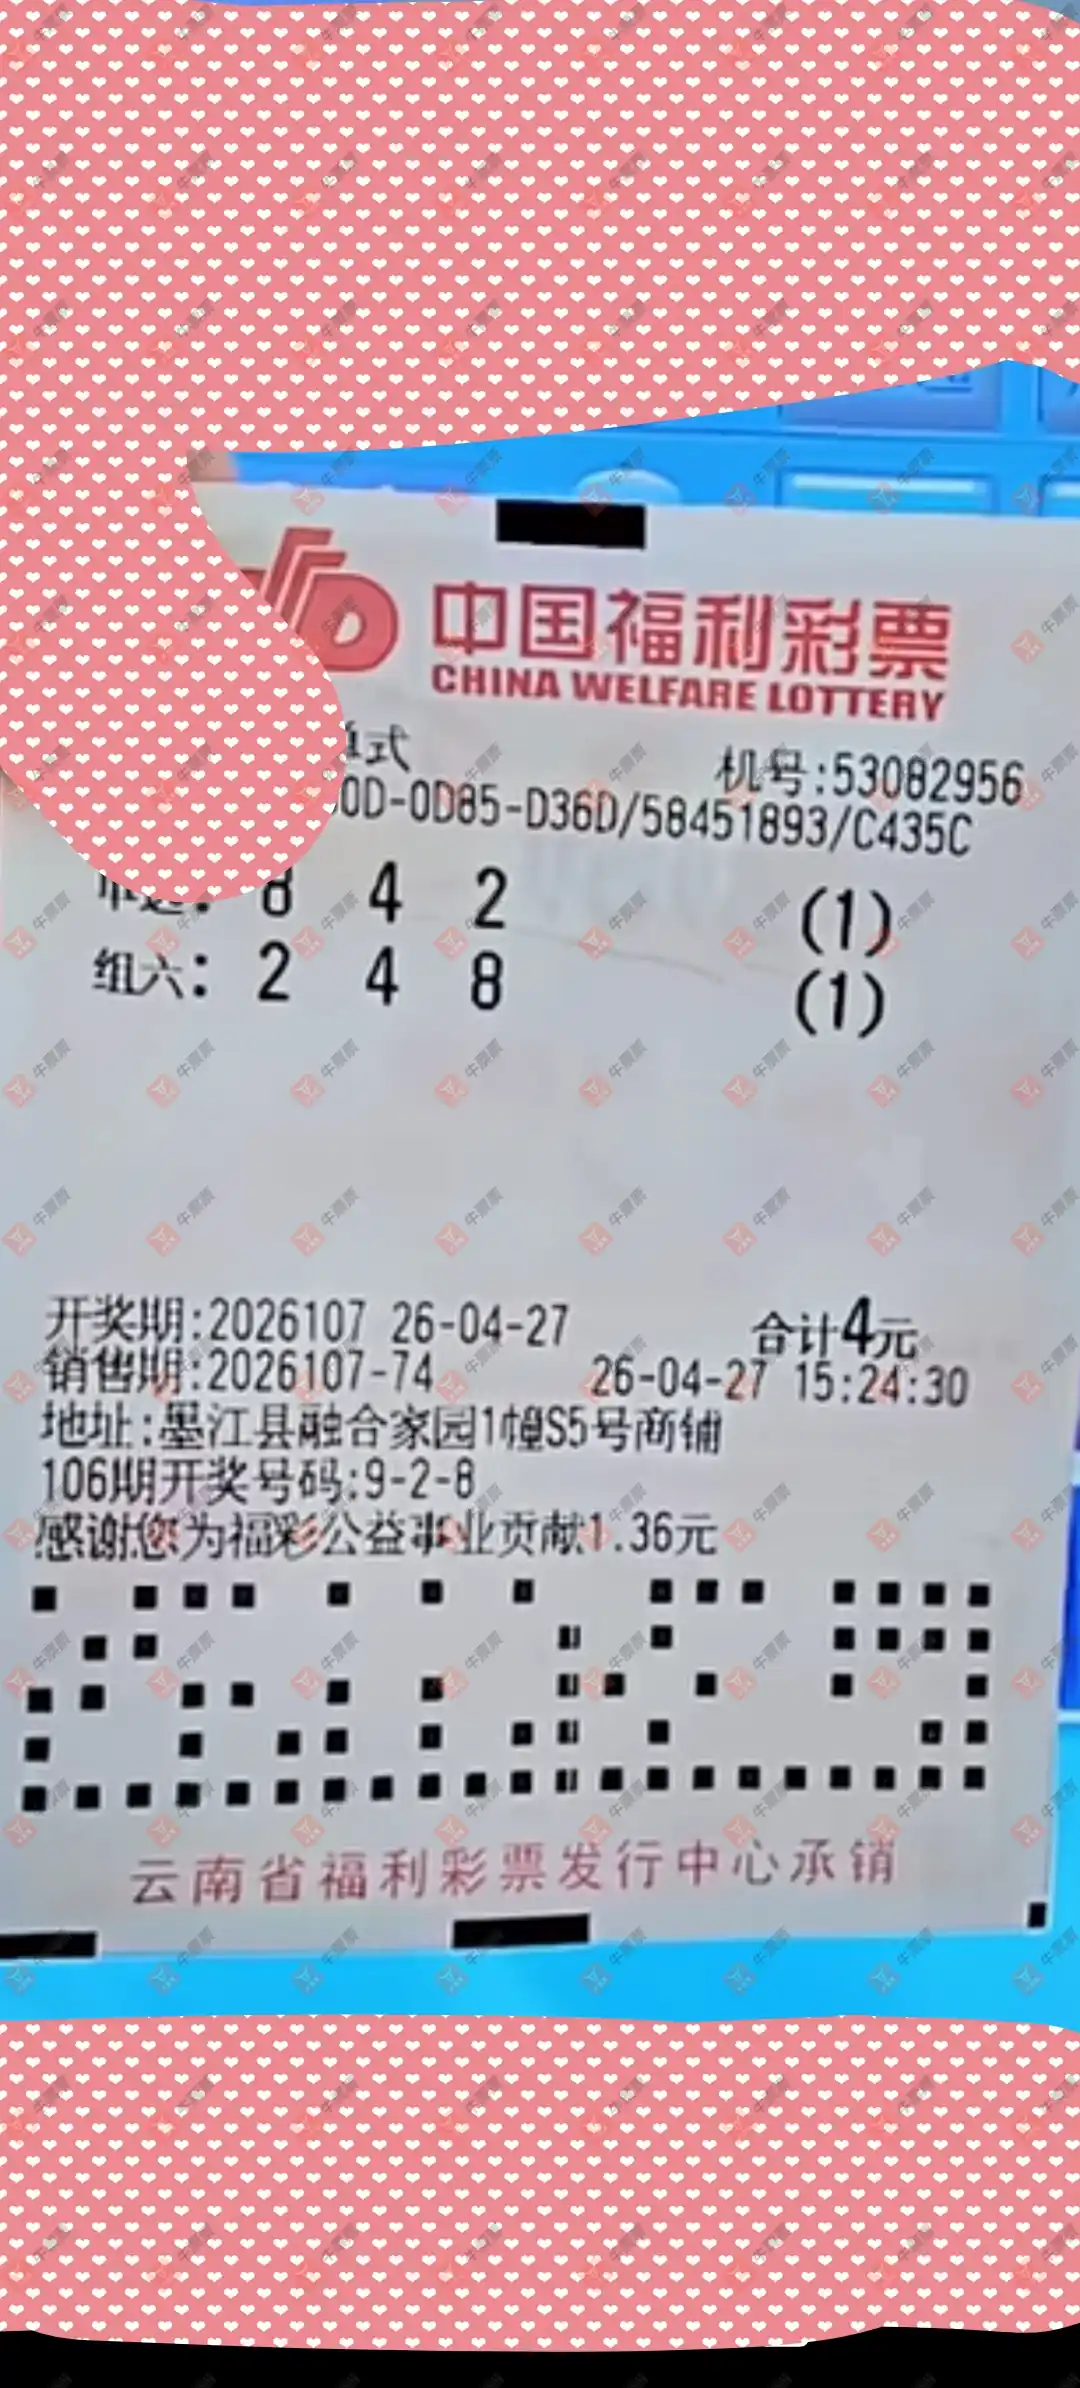 中国福利彩票
CHINA WELFARE LOTTERY
式
机号:53082956
0D-0D85-D36D/58451893/C435C
8 4 2 (1)
组六: 2 4 8 (1)
开奖期:2026107 26-04-27 合计4元
销售期:2026107-74 26-04-27 15:24:30
地址:墨江县融合家园1幢S5号商铺
106期开奖号码:9-2-8
感谢您为福彩公益事业贡献1.36元
云南省福利彩票发行中心承销
牛票票